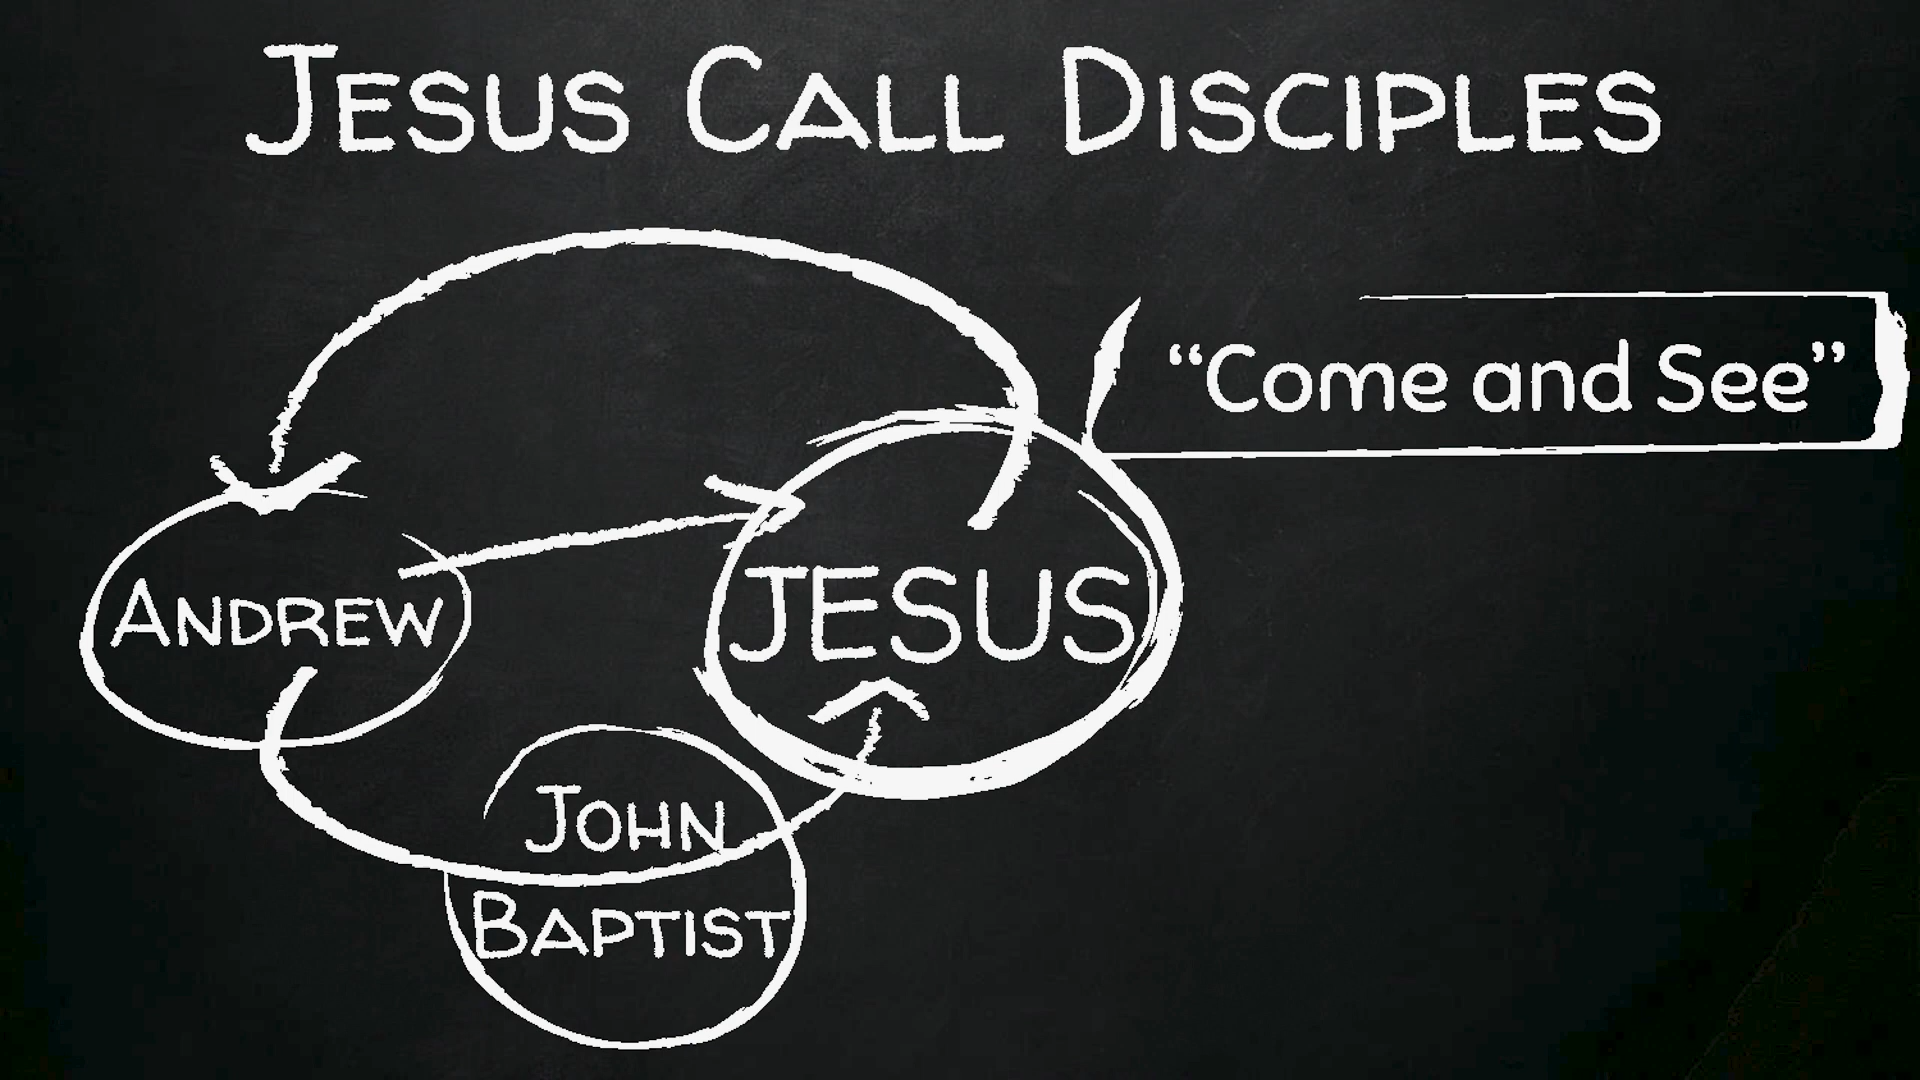 JESUS CALL DISCIPLES
“Come and See”
ANDREW
JESUS
JOHN
BAPTIST